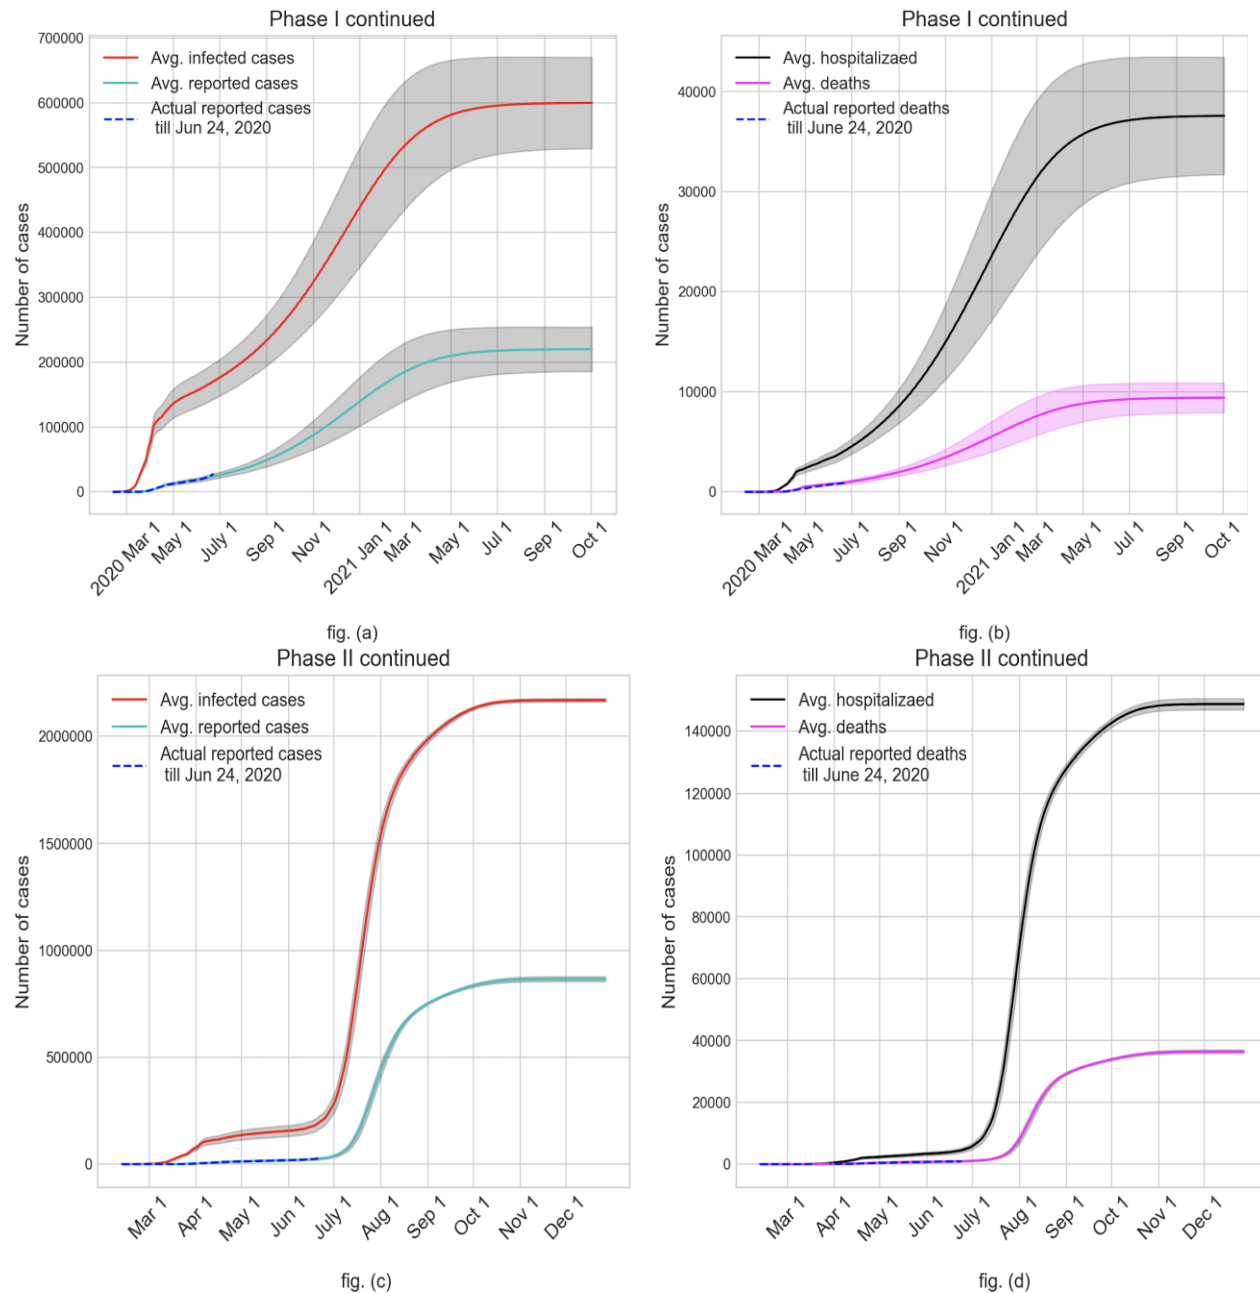 Phase I continued
700000
600000
500000
400000
300000
200000
100000
0
Number of cases
Avg. infected cases
Avg. reported cases
Actual reported cases
till Jun 24, 2020
2020 Mar 1
May 1
July 1
Sep 1
Nov 1
2021 Jan 1
Mar 1
May 1
Jul 1
Sep 1
Oct 1
fig. (a)
Phase I continued
40000
30000
20000
10000
0
Number of cases
Avg. hospitalizaed
Avg. deaths
Actual reported deaths
till June 24, 2020
2020 Mar 1
May 1
July 1
Sep 1
Nov 1
2021 Jan 1
Mar 1
May 1
Jul 1
Sep 1
Oct 1
fig. (b)
Phase II continued
2000000
1500000
1000000
500000
0
Number of cases
Avg. infected cases
Avg. reported cases
Actual reported cases
till Jun 24, 2020
Mar 1
Apr 1
May 1
Jun 1
July 1
Aug 1
Sep 1
Oct 1
Nov 1
Dec 1
fig. (c)
Phase II continued
140000
120000
100000
80000
60000
40000
20000
0
Number of cases
Avg. hospitalizaed
Avg. deaths
Actual reported deaths
till June 24, 2020
Mar 1
Apr 1
May 1
Jun 1
July 1
Aug 1
Sep 1
Oct 1
Nov 1
Dec 1
fig. (d)